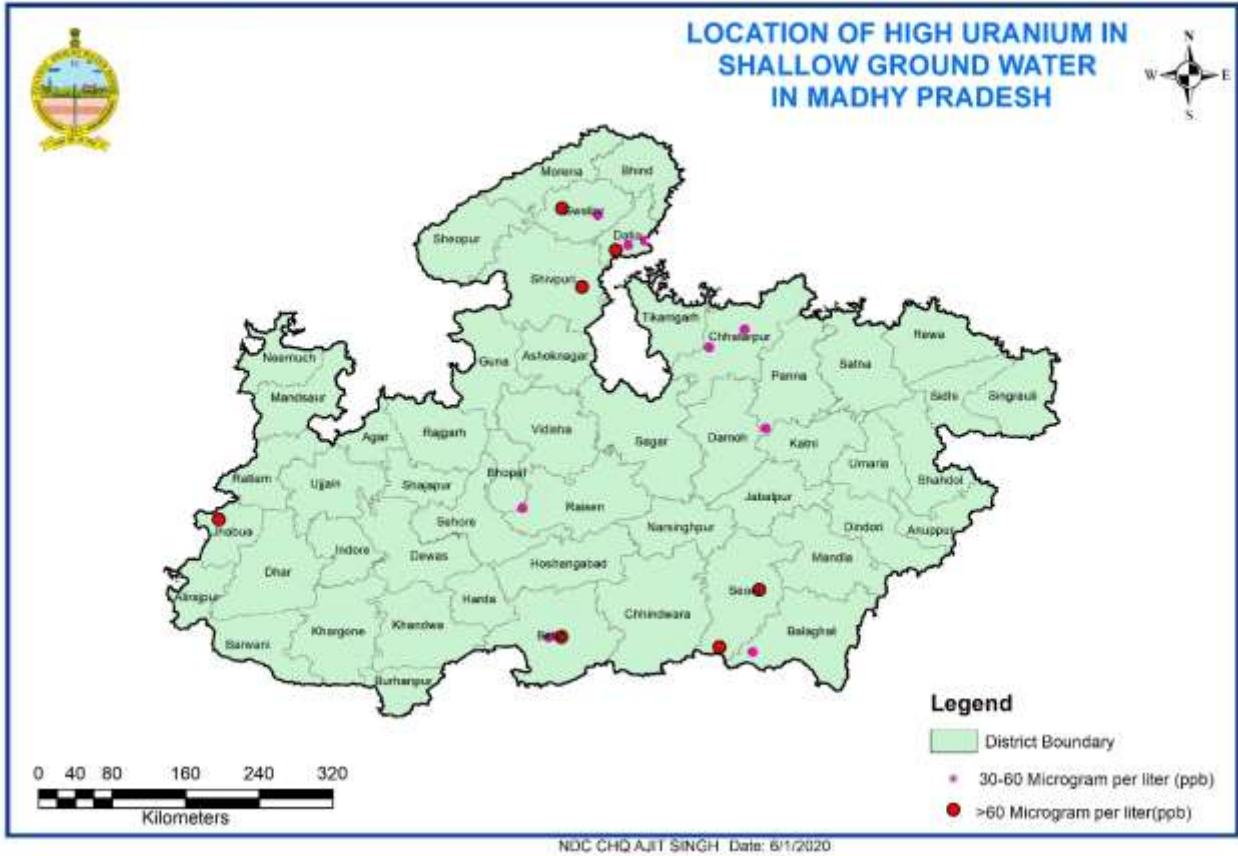 LOCATION OF HIGH URANIUM IN
SHALLOW GROUND WATER
IN MADHY PRADESH
N
W E
S
Morena
Bhind
Gwalior
Datia
Sheopur
Shivpuri
Tikamgarh
Chhatarpur
Rewa
Neemuch
Guna
Ashoknagar
Satna
Panna
Mandsaur
Sidhi
Singrauli
Agar
Rajgarh
Vidisha
Sagar
Damoh
Katni
Umaria
Ratlam
Ujjain
Shajapur
Bhopal
Shahdol
Raisen
Jabalpur
Sehore
Narsinghpur
Dindori
Anuppur
Jhabua
Indore
Dewas
Hoshangabad
Mandla
Dhar
Alirajpur
Harda
Seoni
Chhindwara
Khargone
Khandwa
Betul
Balaghat
Barwani
Burhanpur
Legend
District Boundary
30-60 Microgram per liter (ppb)
>60 Microgram per liter(ppb)
0 40 80 160 240 320
Kilometers
NDC CHQ AJIT SINGH Date: 6/1/2020